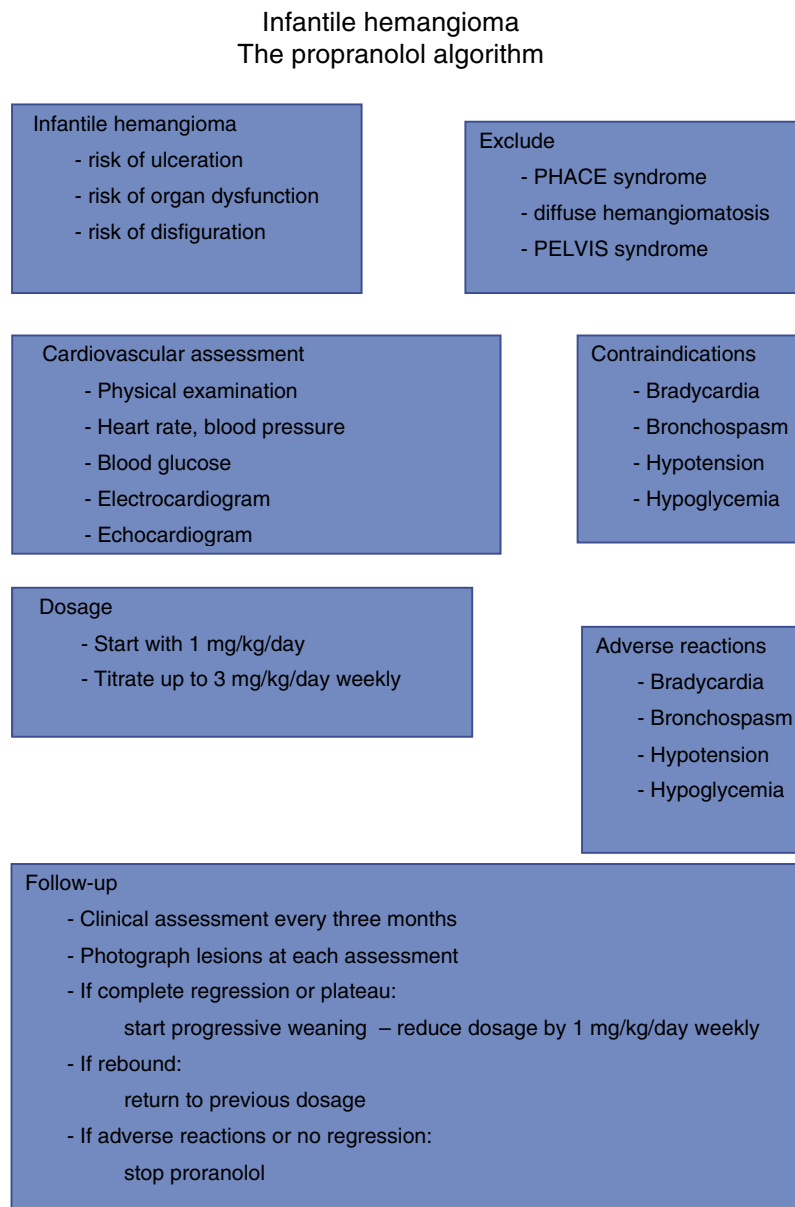 Infantile hemangioma
The propranolol algorithm
Infantile hemangioma
- risk of ulceration
- risk of organ dysfunction
- risk of disfiguration
Exclude
- PHACE syndrome
- diffuse hemangiomatosis
- PELVIS syndrome
Cardiovascular assessment
- Physical examination
- Heart rate, blood pressure
- Blood glucose
- Electrocardiogram
- Echocardiogram
Contraindications
- Bradycardia
- Bronchospasm
- Hypotension
- Hypoglycemia
Dosage
- Start with 1 mg/kg/day
- Titrate up to 3 mg/kg/day weekly
Adverse reactions
- Bradycardia
- Bronchospasm
- Hypotension
- Hypoglycemia
Follow-up
- Clinical assessment every three months
- Photograph lesions at each assessment
- If complete regression or plateau:
start progressive weaning – reduce dosage by 1 mg/kg/day weekly
- If rebound:
return to previous dosage
- If adverse reactions or no regression:
stop proranolol